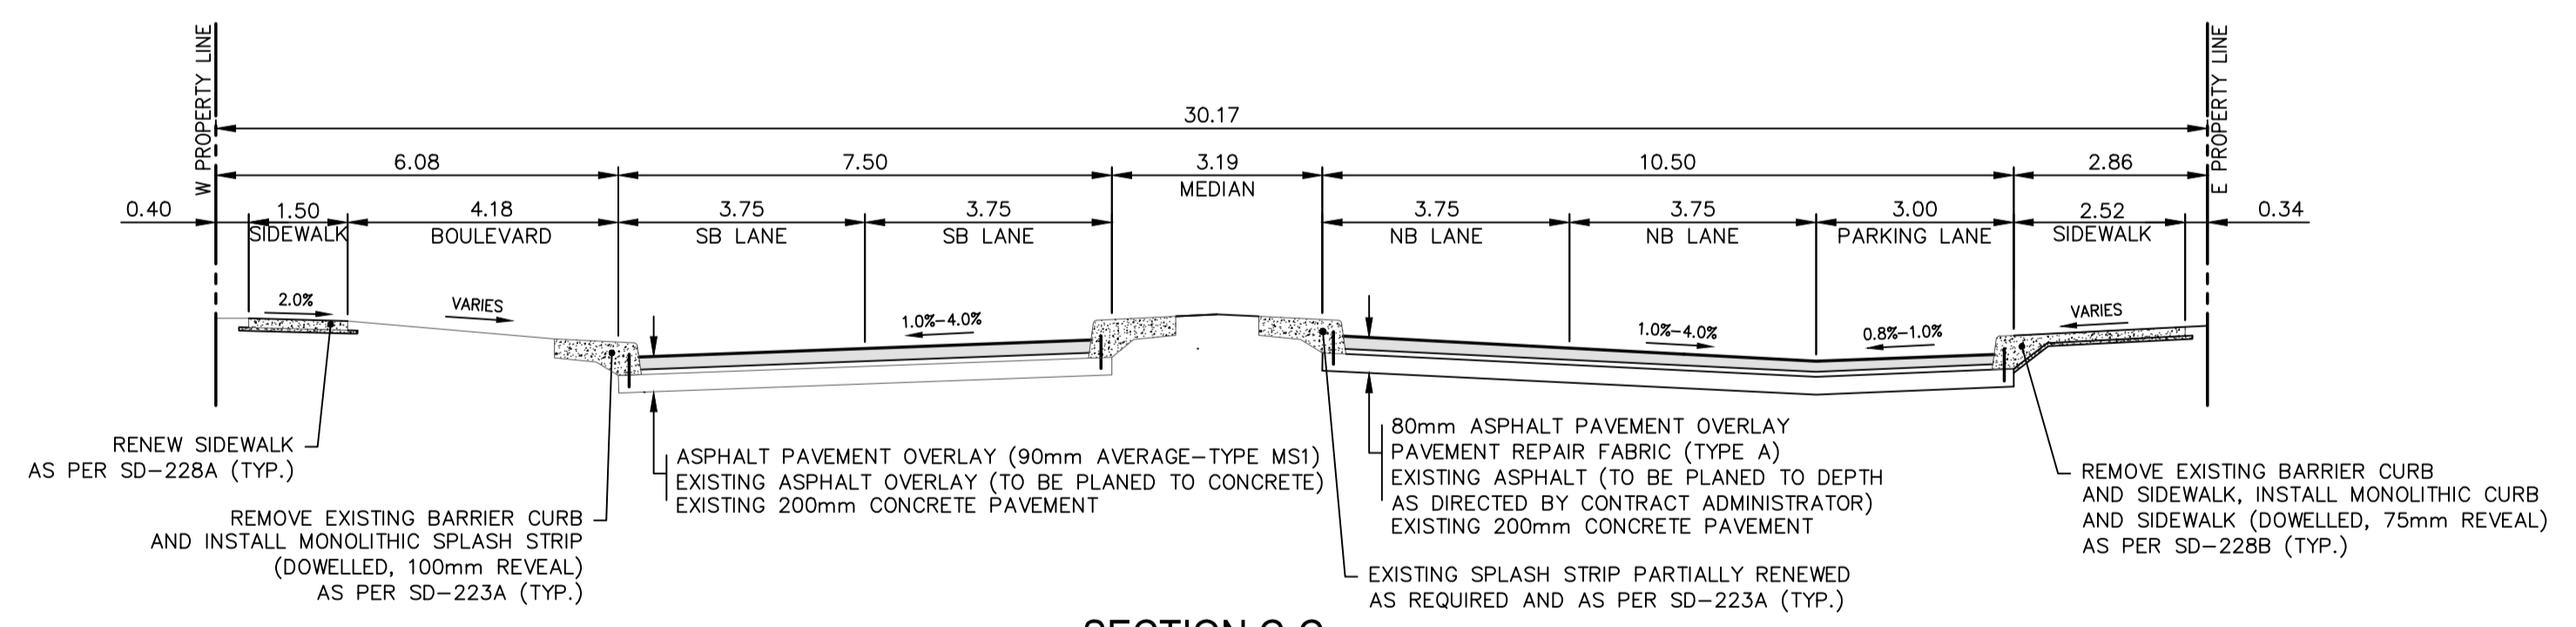 W PROPERTY LINE
E PROPERTY LINE
30.17
6.08
7.50
3.19
10.50
2.86
MEDIAN
0.40
1.50
4.18
3.75
3.75
3.75
3.75
3.00
2.52
0.34
SIDEWALK
BOULEVARD
SB LANE
SB LANE
NB LANE
NB LANE
PARKING LANE
SIDEWALK
2.0%
VARIES
1.0%-4.0%
1.0%-4.0%
0.8%-1.0%
VARIES
RENEW SIDEWALK
AS PER SD-228A (TYP.)
REMOVE EXISTING BARRIER CURB
AND INSTALL MONOLITHIC SPLASH STRIP
(DOWELLED, 100mm REVEAL)
AS PER SD-223A (TYP.)
ASPHALT PAVEMENT OVERLAY (90mm AVERAGE-TYPE MS1)
EXISTING ASPHALT OVERLAY (TO BE PLANED TO CONCRETE)
EXISTING 200mm CONCRETE PAVEMENT
80mm ASPHALT PAVEMENT OVERLAY
PAVEMENT REPAIR FABRIC (TYPE A)
EXISTING ASPHALT (TO BE PLANED TO DEPTH
AS DIRECTED BY CONTRACT ADMINISTRATOR)
EXISTING 200mm CONCRETE PAVEMENT
EXISTING SPLASH STRIP PARTIALLY RENEWED
AS REQUIRED AND AS PER SD-223A (TYP.)
REMOVE EXISTING BARRIER CURB
AND SIDEWALK, INSTALL MONOLITHIC CURB
AND SIDEWALK (DOWELLED, 75mm REVEAL)
AS PER SD-228B (TYP.)
SECTION